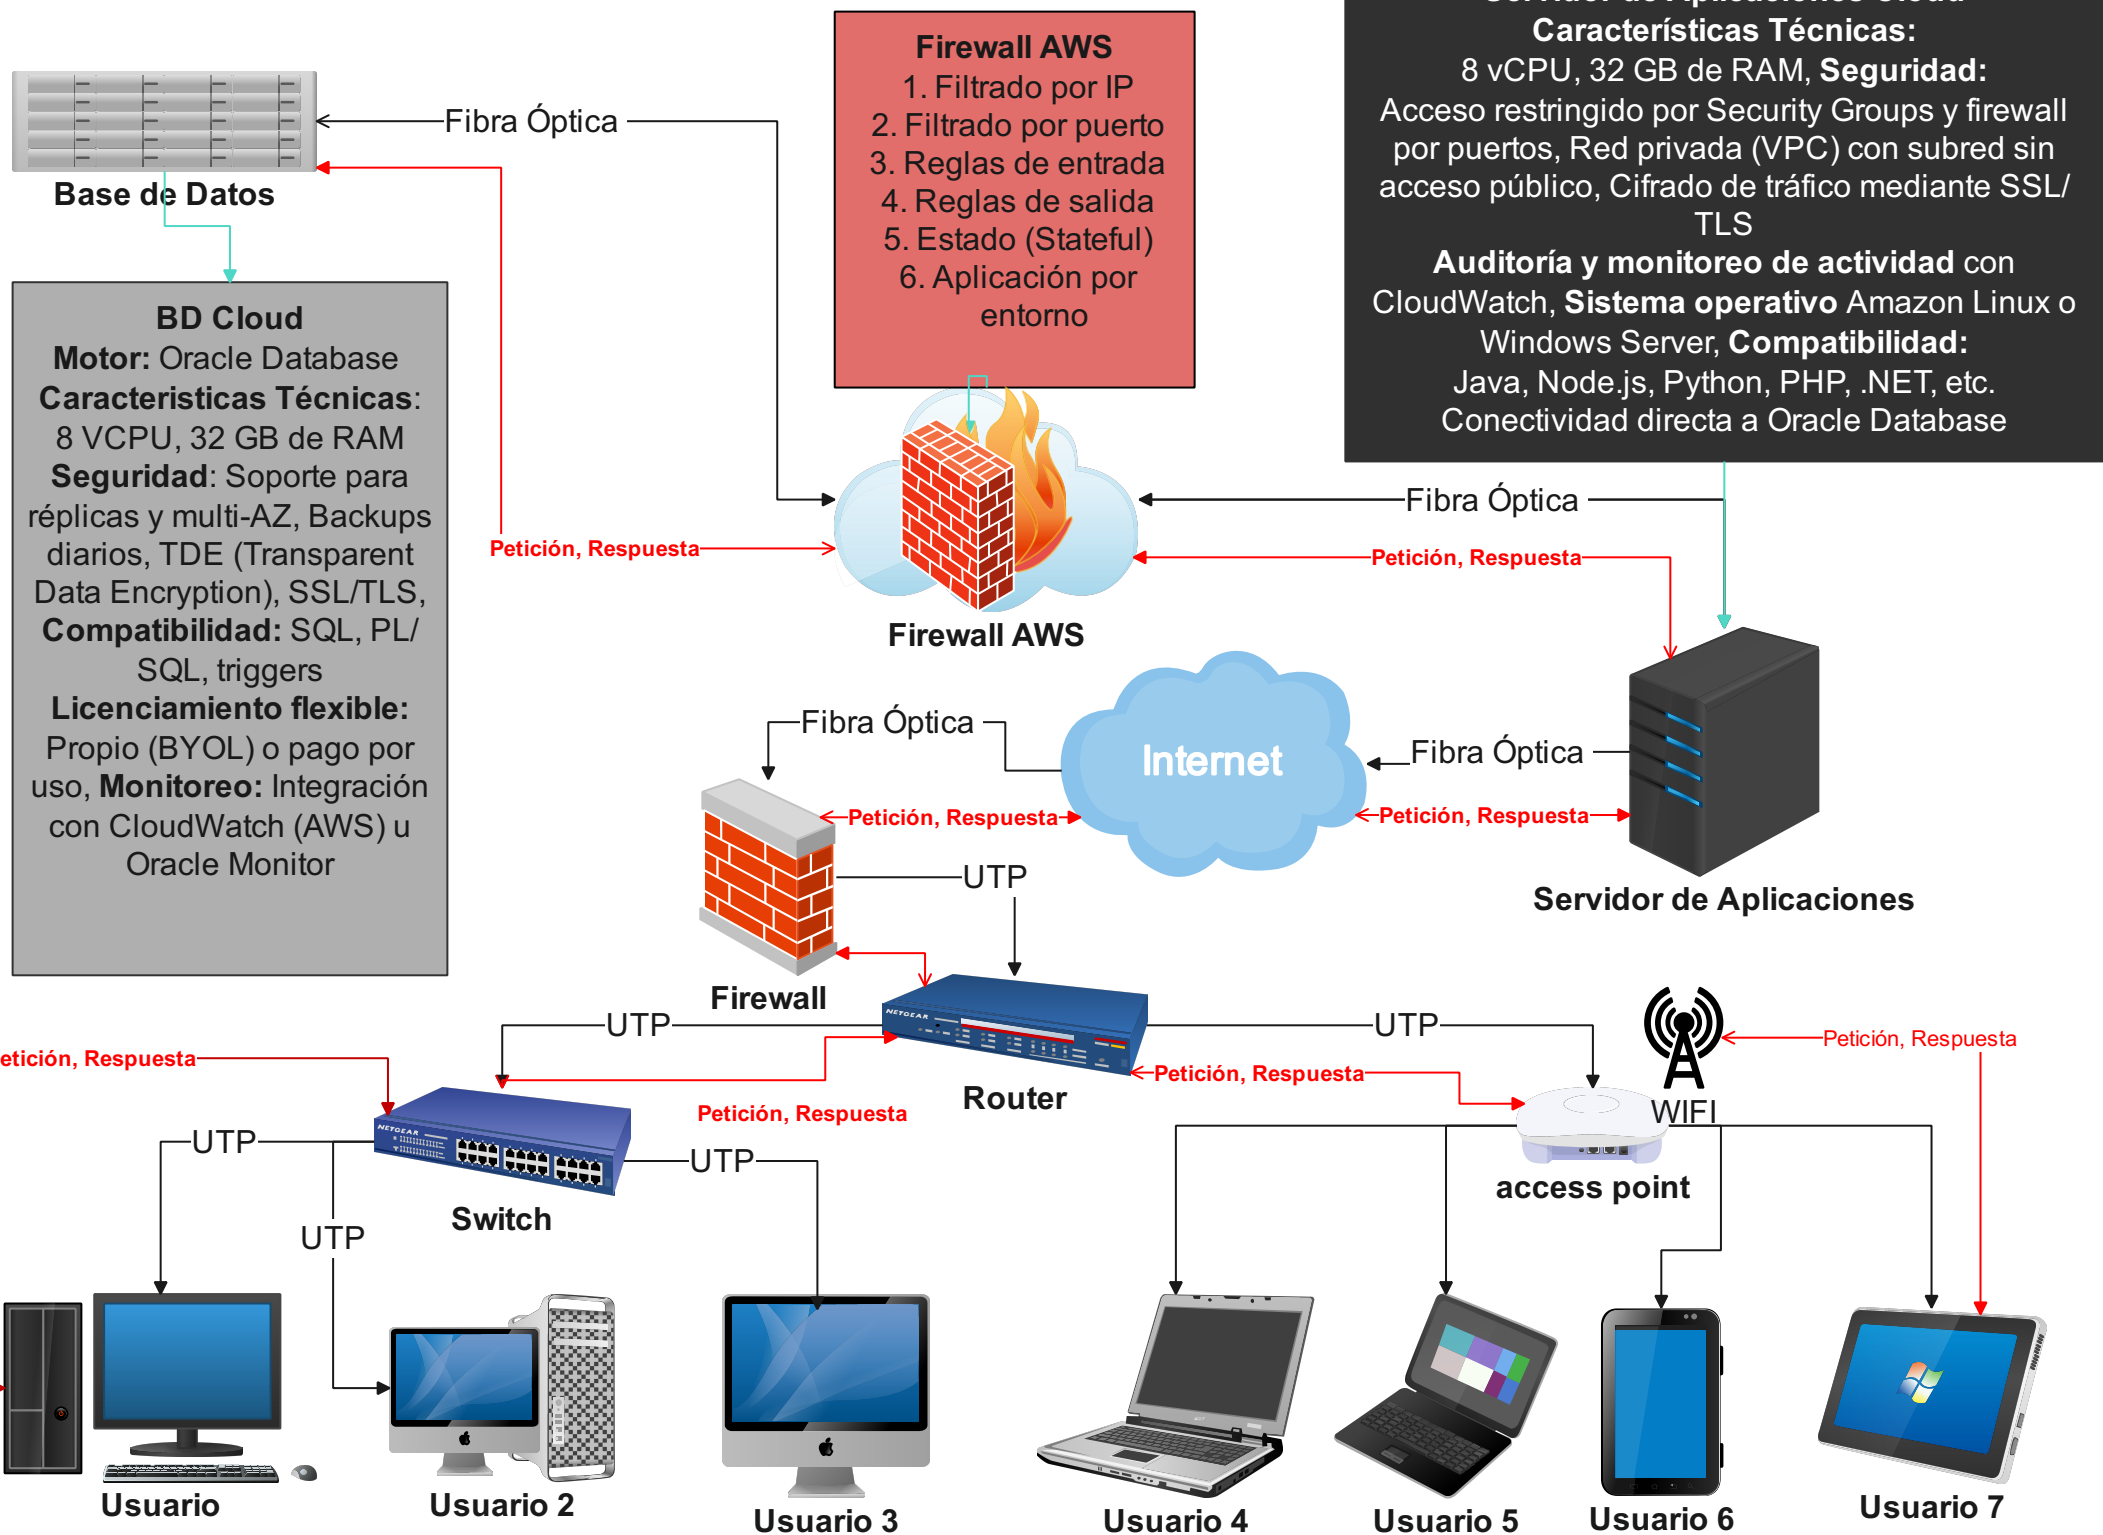 Servidor de Aplicaciones Cloud
Características Técnicas:
8 vCPU, 32 GB de RAM, Seguridad:
Acceso restringido por Security Groups y firewall
por puertos, Red privada (VPC) con subred sin
acceso público, Cifrado de tráfico mediante SSL/
TLS
Auditoría y monitoreo de actividad con
CloudWatch, Sistema operativo Amazon Linux o
Windows Server, Compatibilidad:
Java, Node.js, Python, PHP, .NET, etc.
Conectividad directa a Oracle Database
Firewall AWS
1. Filtrado por IP
2. Filtrado por puerto
3. Reglas de entrada
4. Reglas de salida
5. Estado (Stateful)
6. Aplicación por
entorno
Fibra Óptica
Base de Datos
BD Cloud
Motor: Oracle Database
Caracteristicas Técnicas:
8 VCPU, 32 GB de RAM
Seguridad: Soporte para
réplicas y multi-AZ, Backups
diarios, TDE (Transparent
Data Encryption), SSL/TLS,
Compatibilidad: SQL, PL/
SQL, triggers
Licenciamiento flexible:
Propio (BYOL) o pago por
uso, Monitoreo: Integración
con CloudWatch (AWS) u
Oracle Monitor
Fibra Óptica
Petición, Respuesta
Petición, Respuesta
Firewall AWS
Fibra Óptica
Internet
Fibra Óptica
Petición, Respuesta
Petición, Respuesta
UTP
Servidor de Aplicaciones
Firewall
NETGEAR
UTP
UTP
Petición, Respuesta
etición, Respuesta
Petición, Respuesta
Router
Petición, Respuesta
WIFI
NETGEAR
UTP
UTP
UTP
Switch
access point
Usuario
Usuario 2
Usuario 3
Usuario 4
Usuario 5
Usuario 6
Usuario 7